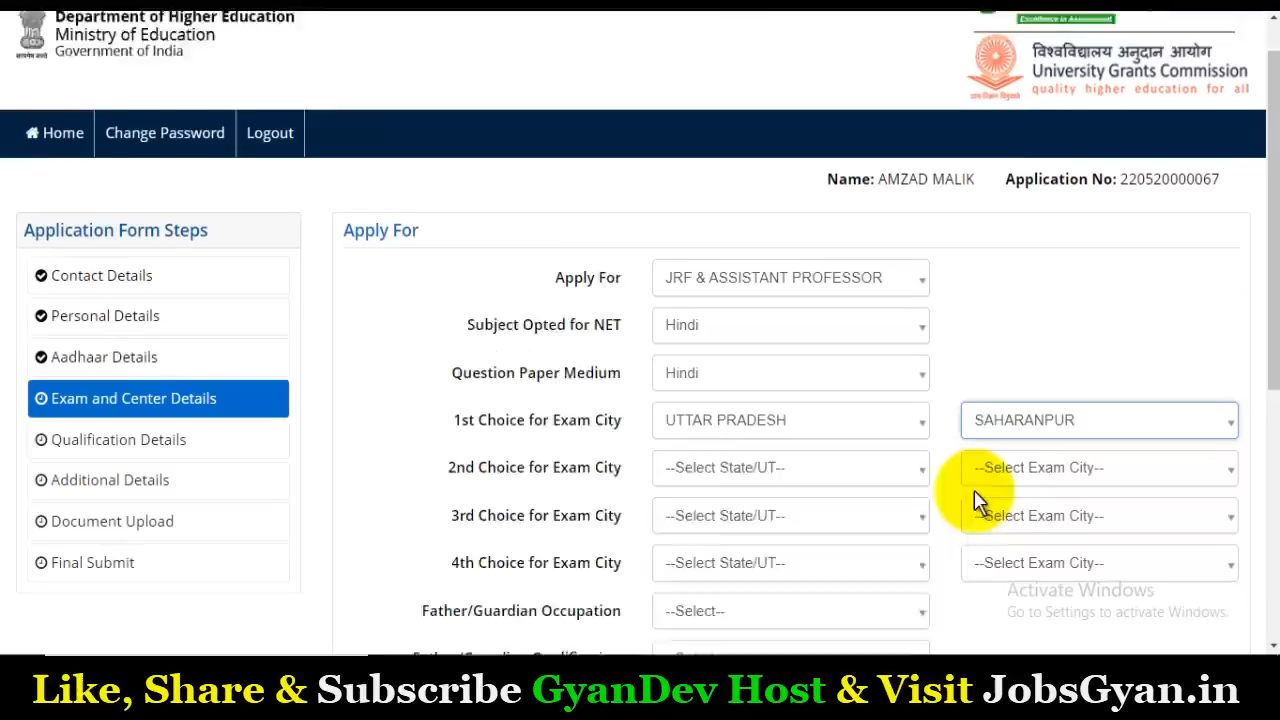 Department of Higher Education
Ministry of Education
Government of India
सत्यमेव जयते
Excellence in Assessment
विश्वविद्यालय अनुदान आयोग
University Grants Commission
quality higher education for all
Home Change Password Logout
Name: AMZAD MALIK Application No: 220520000067
Application Form Steps
Contact Details
Personal Details
Aadhaar Details
Exam and Center Details
Qualification Details
Additional Details
Document Upload
Final Submit
Apply For
Apply For JRF & ASSISTANT PROFESSOR
Subject Opted for NET Hindi
Question Paper Medium Hindi
1st Choice for Exam City UTTAR PRADESH SAHARANPUR
2nd Choice for Exam City --Select State/UT-- --Select Exam City--
3rd Choice for Exam City --Select State/UT-- --Select Exam City--
4th Choice for Exam City --Select State/UT-- --Select Exam City--
Father/Guardian Occupation --Select--
Activate Windows
Go to Settings to activate Windows.
Like, Share & Subscribe GyanDev Host & Visit JobsGyan.in